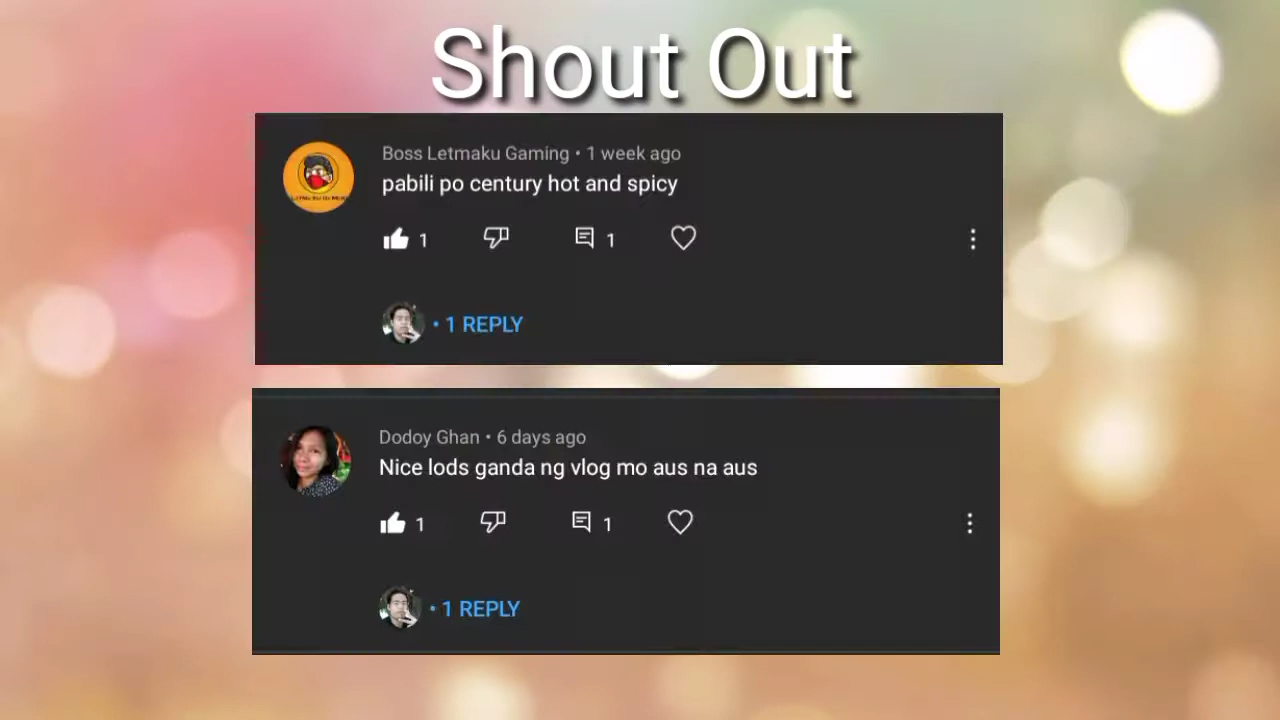 Shout Out
Boss Letmaku Gaming • 1 week ago
pabili po century hot and spicy
1 1
• 1 REPLY
Dodoy Ghan • 6 days ago
Nice lods ganda ng vlog mo aus na aus
1 1
• 1 REPLY